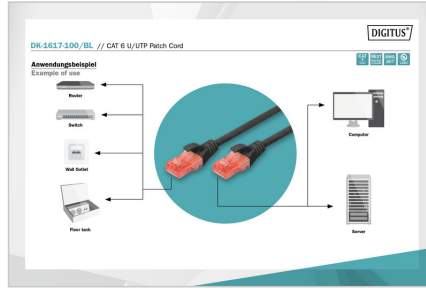 DIGITUS®
DK-1617-100/BL // CAT 6 U/UTP Patch Cord
Anwendungsbeispiel
Example of use
Router
Switch
Wall Outlet
Floor tank
Computer
Server